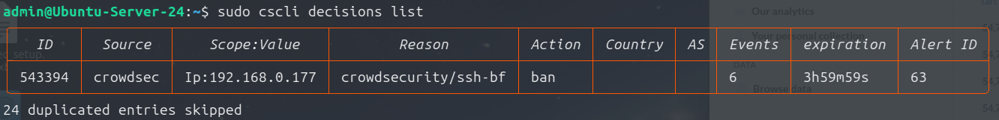 admin@Ubuntu-Server-24:~$ sudo cscli decisions list
Our analytics
ID Source Scope:Value Reason Action Country AS Events expiration Alert ID
Your personal collection
ec_setup.
DATA
543394 crowdsec Ip:192.168.0.177 crowdsecurity/ssh-bf ban 6 3h59m59s 63
Browse data
24 duplicated entries skipped